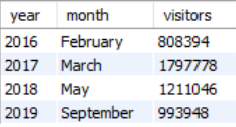 year month visitors
2016 February 808394
2017 March 1797778
2018 May 1211046
2019 September 993948